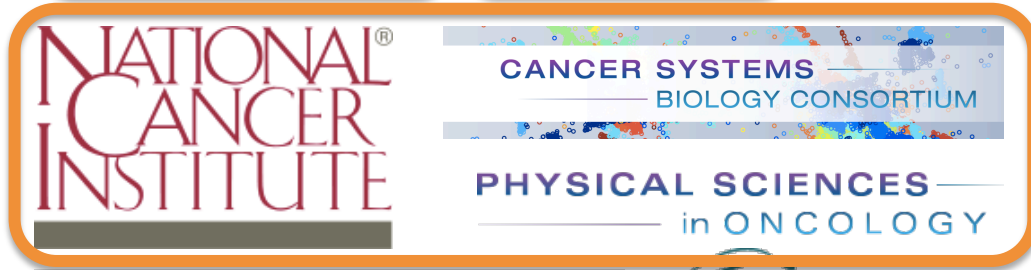 NATIONAL®
CANCER
INSTITUTE
CANCER SYSTEMS
BIOLOGY CONSORTIUM
PHYSICAL SCIENCES
in ONCOLOGY